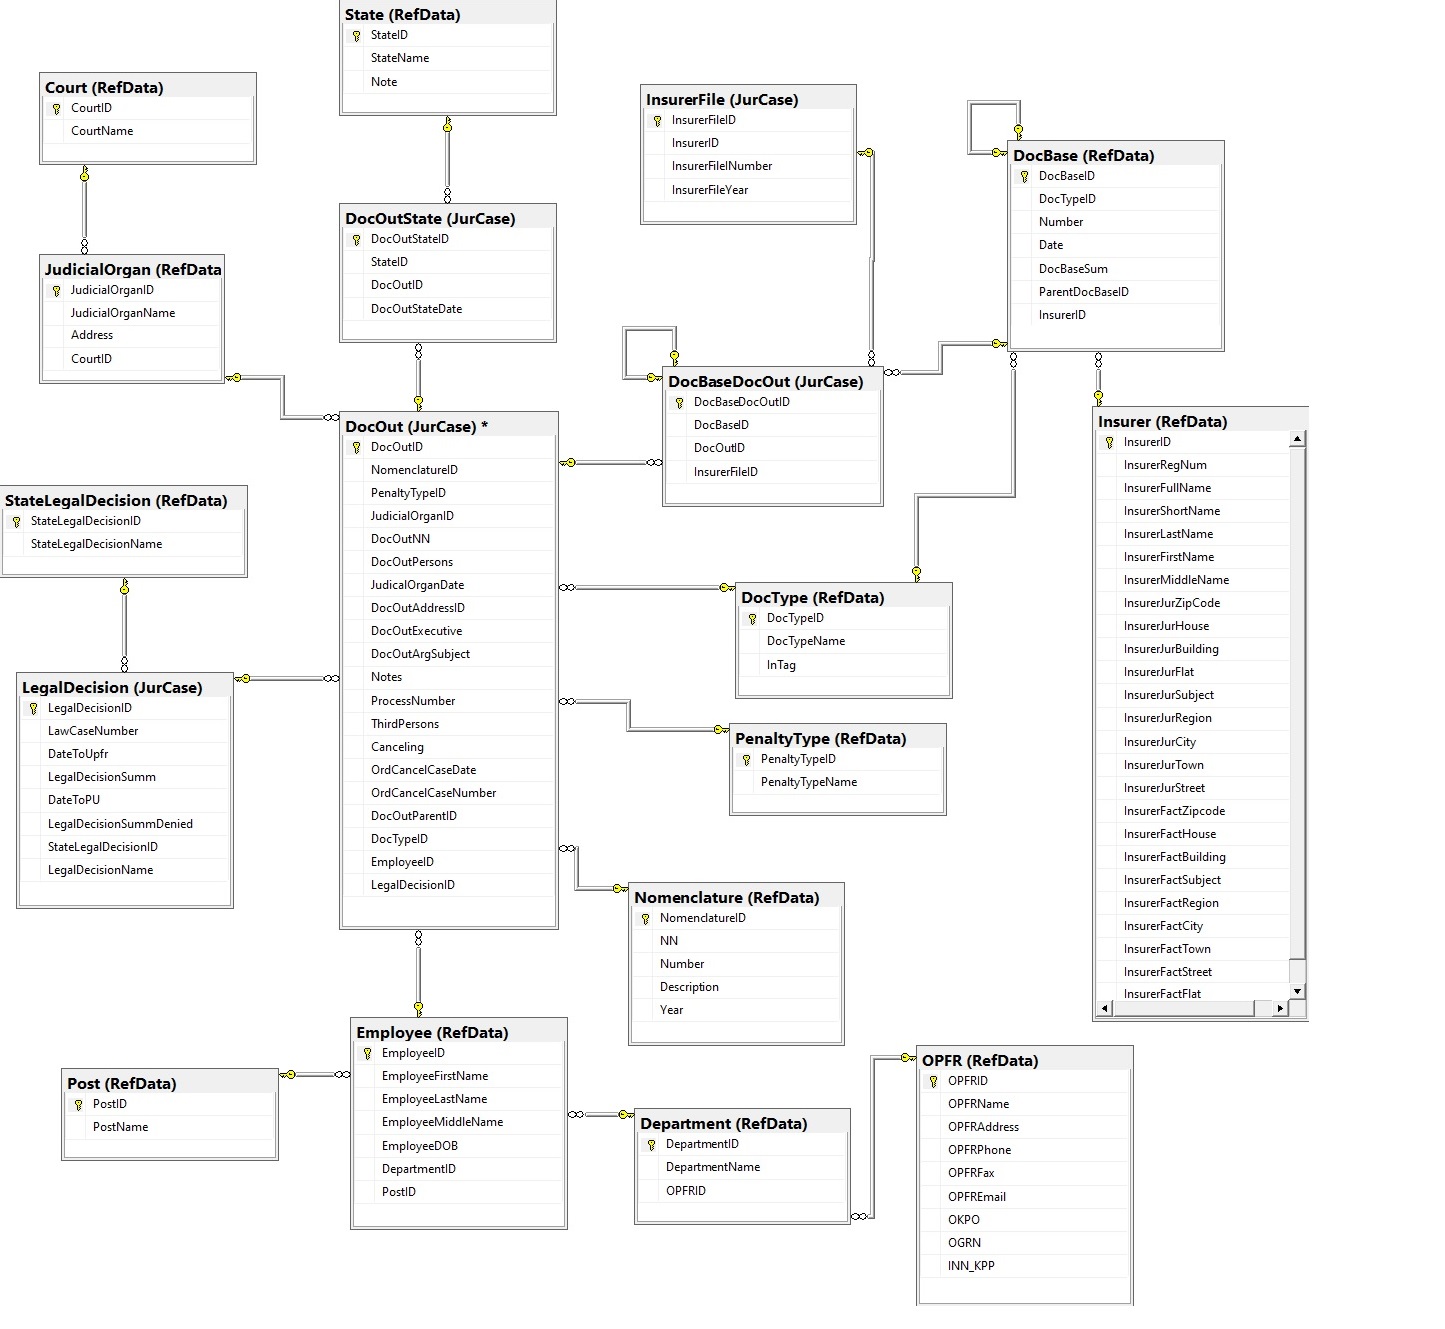 State (RefData)
StateID
StateName
Note
Court (RefData)
CourtID
CourtName
InsurerFile (JurCase)
InsurerFileID
InsurerID
InsurerFilelNumber
InsurerFileYear
DocBase (RefData)
DocBaseID
DocTypeID
Number
Date
DocBaseSum
ParentDocBaseID
InsurerID
DocOutState (JurCase)
DocOutStateID
StateID
DocOutID
DocOutStateDate
JudicialOrgan (RefData
JudicialOrganID
JudicialOrganName
Address
CourtID
DocBaseDocOut (JurCase)
DocBaseDocOutID
DocBaseID
DocOutID
InsurerFileID
DocOut (JurCase) *
DocOutID
NomenclatureID
PenaltyTypeID
JudicialOrganID
DocOutNN
DocOutPersons
JudicalOrganDate
DocOutAddressID
DocOutExecutive
DocOutArgSubject
Notes
ProcessNumber
ThirdPersons
Canceling
OrdCancelCaseDate
OrdCancelCaseNumber
DocOutParentID
DocTypeID
EmployeeID
LegalDecisionID
Insurer (RefData)
InsurerID
InsurerRegNum
InsurerFullName
InsurerShortName
InsurerLastName
InsurerFirstName
InsurerMiddleName
InsurerJurZipCode
InsurerJurHouse
InsurerJurBuilding
InsurerJurFlat
InsurerJurSubject
InsurerJurRegion
InsurerJurCity
InsurerJurTown
InsurerJurStreet
InsurerFactZipcode
InsurerFactHouse
InsurerFactBuilding
InsurerFactSubject
InsurerFactRegion
InsurerFactCity
InsurerFactTown
InsurerFactStreet
InsurerFactFlat
StateLegalDecision (RefData)
StateLegalDecisionID
StateLegalDecisionName
DocType (RefData)
DocTypeID
DocTypeName
InTag
LegalDecision (JurCase)
LegalDecisionID
LawCaseNumber
DateToUpfr
LegalDecisionSumm
DateToPU
LegalDecisionSummDenied
StateLegalDecisionID
LegalDecisionName
PenaltyType (RefData)
PenaltyTypeID
PenaltyTypeName
Nomenclature (RefData)
NomenclatureID
NN
Number
Description
Year
Employee (RefData)
EmployeeID
EmployeeFirstName
EmployeeLastName
EmployeeMiddleName
EmployeeDOB
DepartmentID
PostID
Post (RefData)
PostID
PostName
Department (RefData)
DepartmentID
DepartmentName
OPFRID
OPFR (RefData)
OPFRID
OPFRName
OPFRAddress
OPFRPhone
OPFRFax
OPFREmail
OKPO
OGRN
INN_KPP